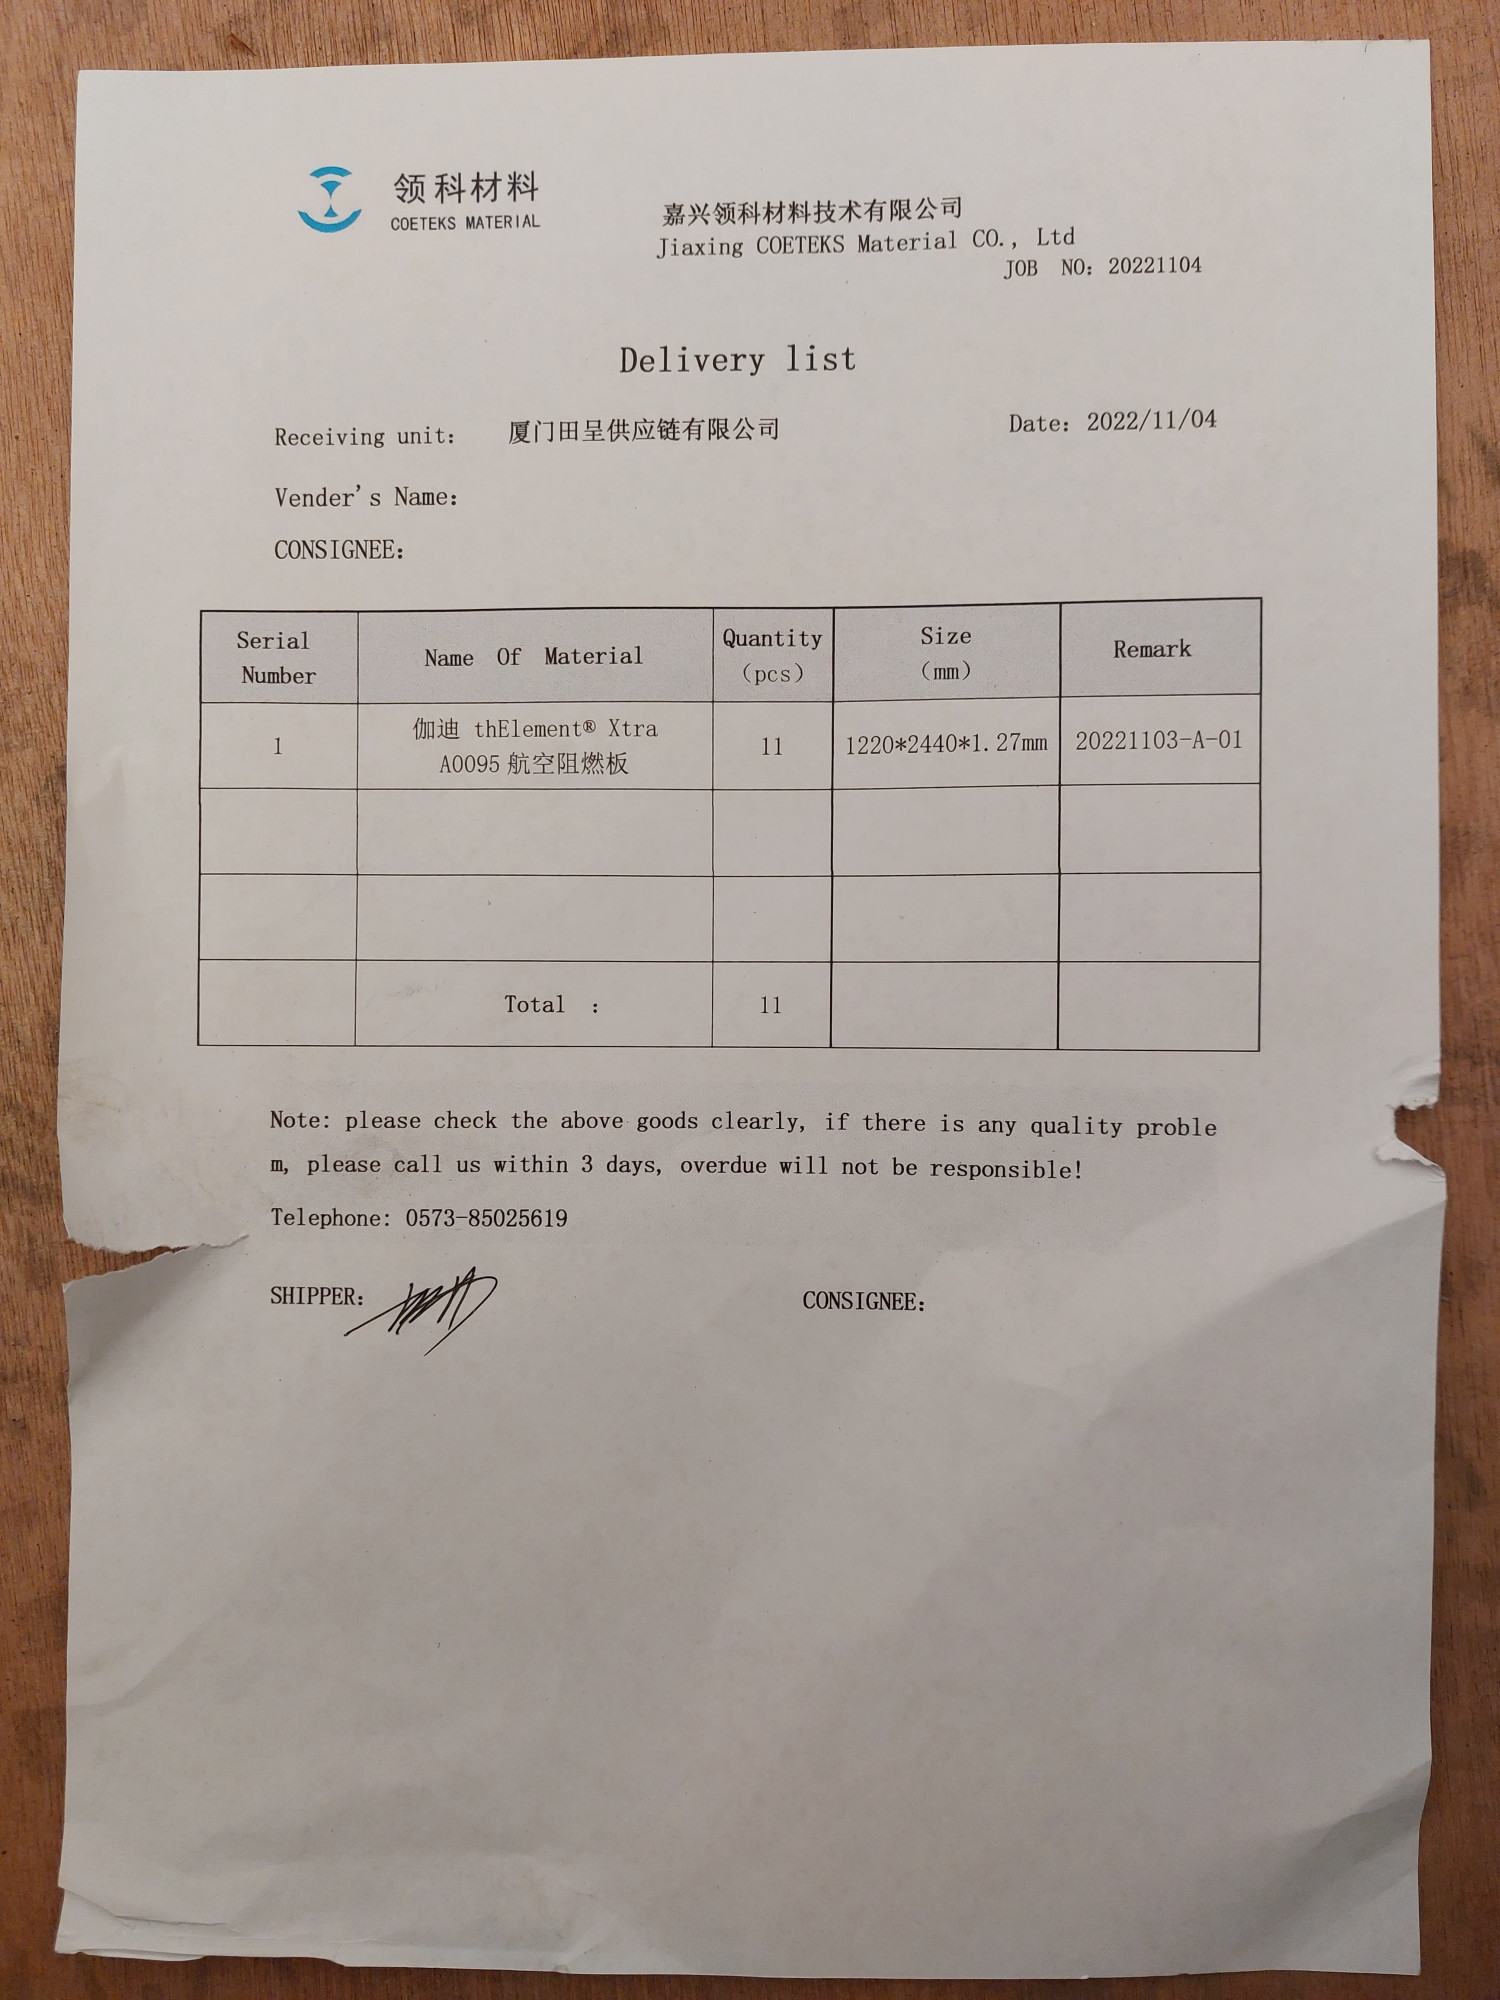 领科材料
COETEKS MATERIAL
嘉兴领科材料技术有限公司
Jiaxing COETEKS Material CO., Ltd
JOB NO: 20221104
Delivery list
Receiving unit: 厦门田呈供应链有限公司 Date: 2022/11/04
Vender's Name:
CONSIGNEE:
Serial Number Name Of Material Quantity (pcs) Size (mm) Remark
1 伽迪 thElement® Xtra A0095 航空阻燃板 11 1220*2440*1.27mm 20221103-A-01
Total : 11
Note: please check the above goods clearly, if there is any quality proble
m, please call us within 3 days, overdue will not be responsible!
Telephone: 0573-85025619
SHIPPER: CONSIGNEE: